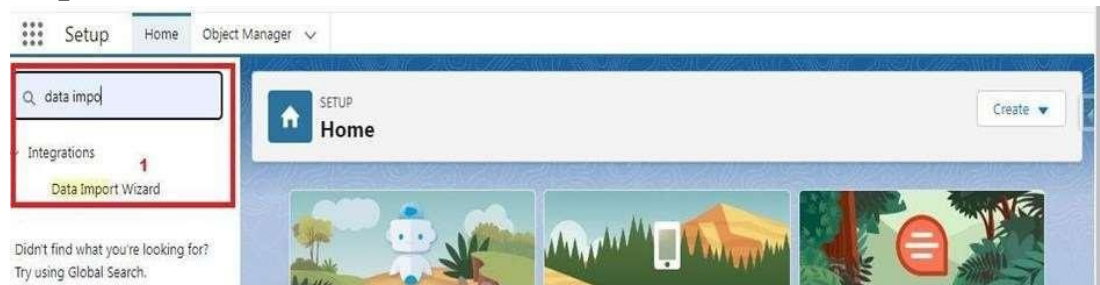 Setup Home Object Manager
data impo
Integrations
1
Data Import Wizard
Didn't find what you're looking for?
Try using Global Search.
SETUP
Home
Create